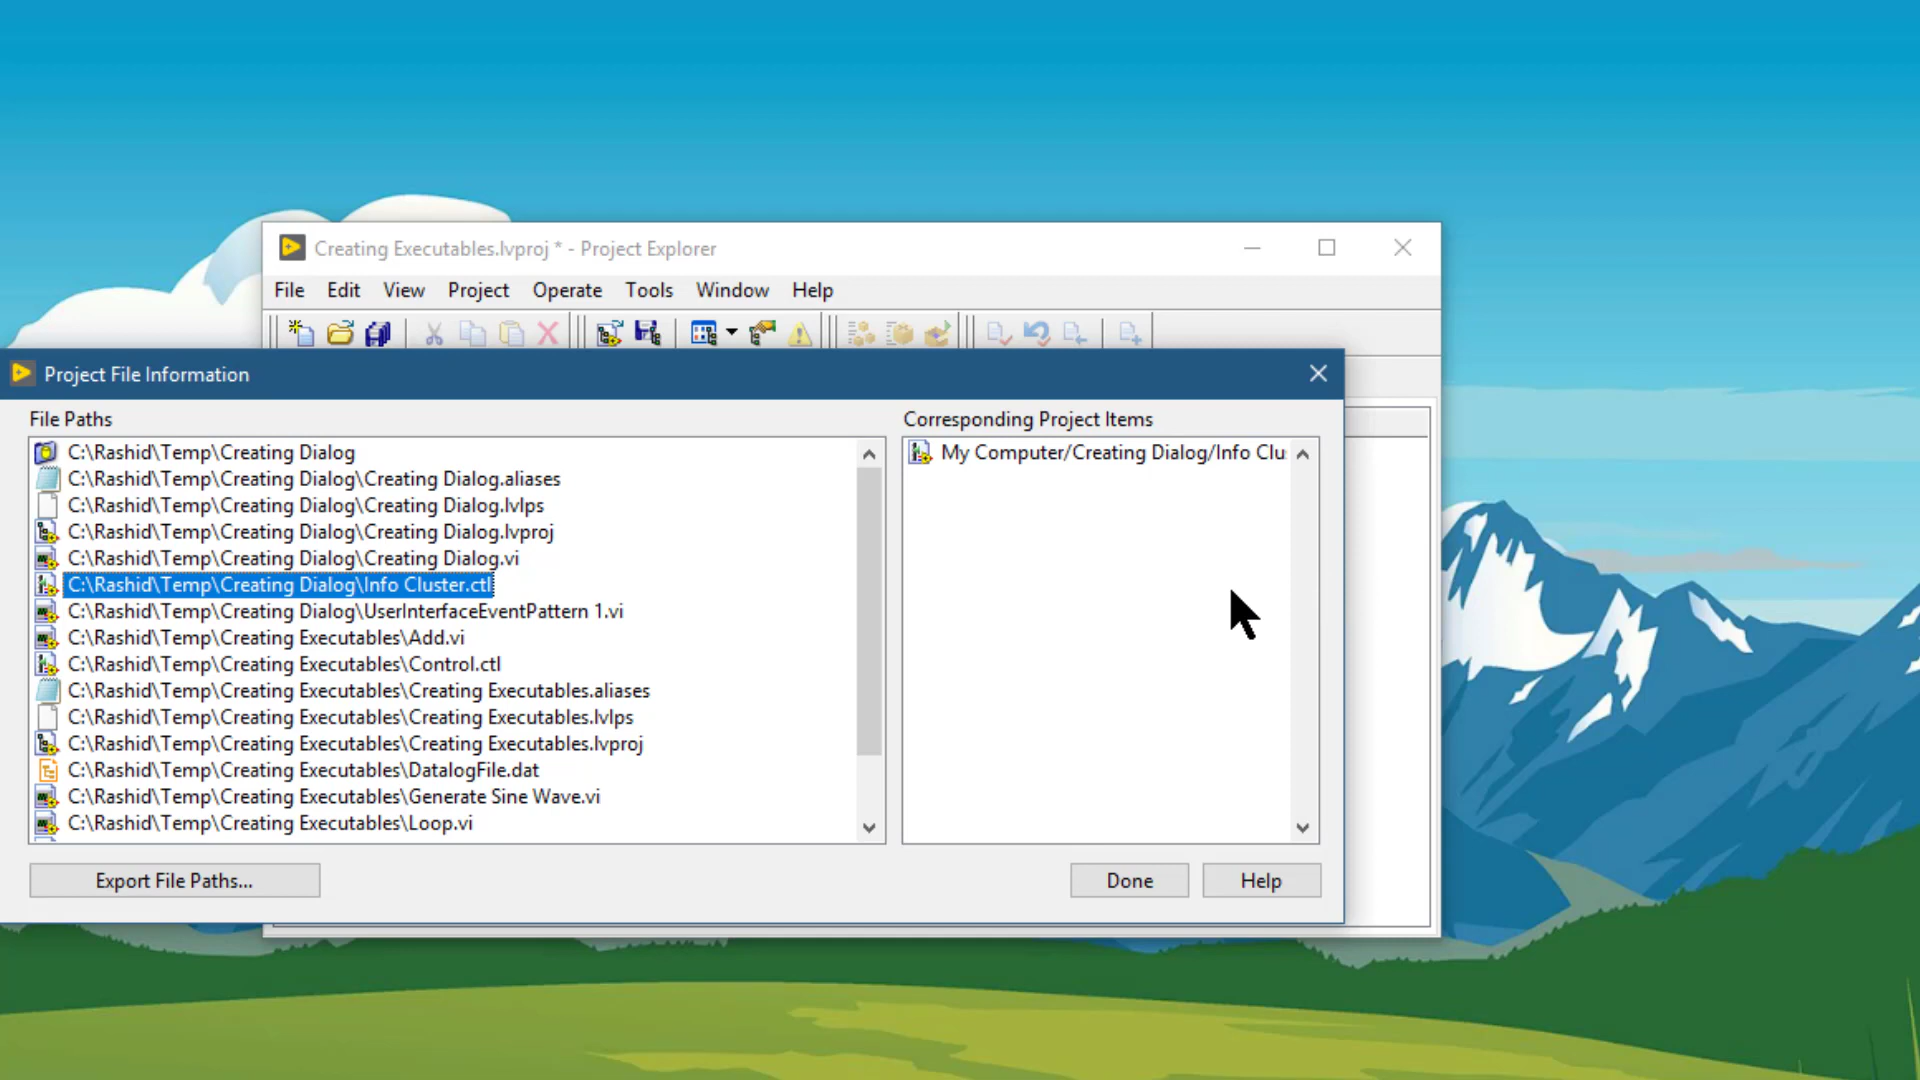 Creating Executables.lvproj * - Project Explorer
File Edit View Project Operate Tools Window Help
Project File Information
File Paths
C:\Rashid\Temp\Creating Dialog
C:\Rashid\Temp\Creating Dialog\Creating Dialog.aliases
C:\Rashid\Temp\Creating Dialog\Creating Dialog.lvlps
C:\Rashid\Temp\Creating Dialog\Creating Dialog.lvproj
C:\Rashid\Temp\Creating Dialog\Creating Dialog.vi
C:\Rashid\Temp\Creating Dialog\Info Cluster.ctl
C:\Rashid\Temp\Creating Dialog\UserInterfaceEventPattern 1.vi
C:\Rashid\Temp\Creating Executables\Add.vi
C:\Rashid\Temp\Creating Executables\Control.ctl
C:\Rashid\Temp\Creating Executables\Creating Executables.aliases
C:\Rashid\Temp\Creating Executables\Creating Executables.lvlps
C:\Rashid\Temp\Creating Executables\Creating Executables.lvproj
C:\Rashid\Temp\Creating Executables\DatalogFile.dat
C:\Rashid\Temp\Creating Executables\Generate Sine Wave.vi
C:\Rashid\Temp\Creating Executables\Loop.vi
Corresponding Project Items
My Computer/Creating Dialog/Info Clu
Export File Paths...
Done
Help